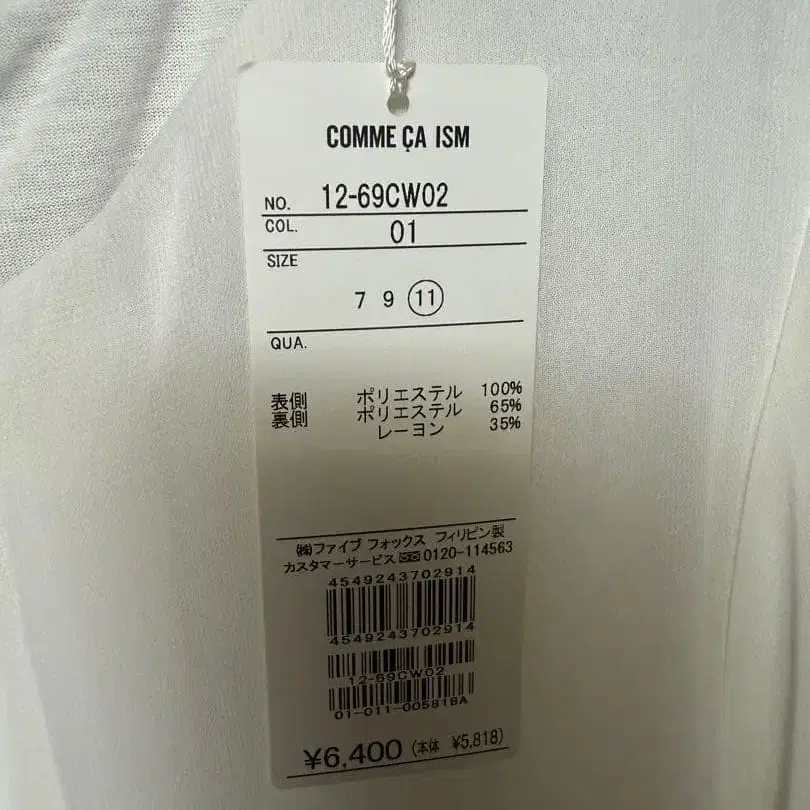 COMME ÇA ISM
NO. 12-69CW02
COL. 01
SIZE
7 9 11
QUA.
表側 ポリエステル 100%
裏側 ポリエステル 65%
レーヨン 35%
㈱ファイブ フォックス フィリピン製
カスタマーサービス 0120-114563
4549243702914
4549243702914
12-69CW02
01-011-005818A
¥6,400 (本体 ¥5,818)